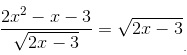 \frac{2x^2 - x - 3}{\sqrt{2x - 3}} = \sqrt{2x - 3}.